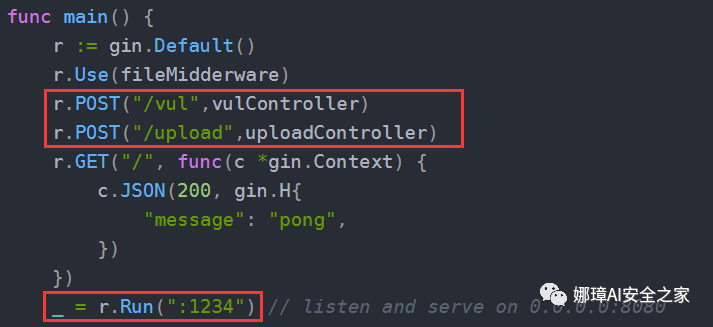 func main() {
    r := gin.Default()
    r.Use(fileMidderware)
    r.POST("/vul",vulController)
    r.POST("/upload",uploadController)
    r.GET("/", func(c *gin.Context) {
        c.JSON(200, gin.H{
            "message": "pong",
        })
    })
    _ = r.Run(":1234") // listen and serve on 0.0.0.0:8080
娜璋AI安全之家